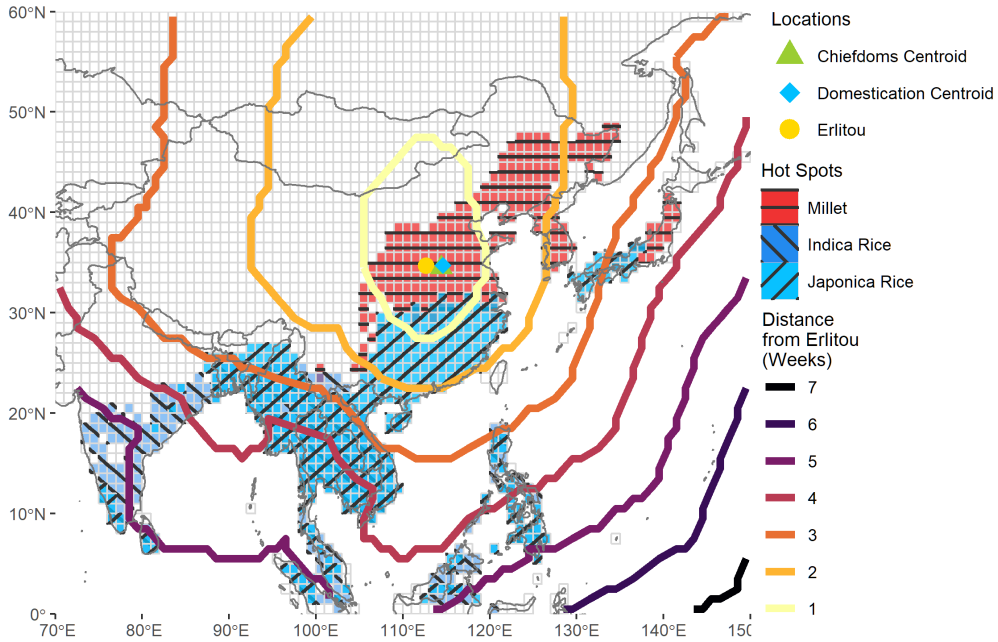 60°N
50°N
40°N
30°N
20°N
10°N
0°
70°E
80°E
90°E
100°E
110°E
120°E
130°E
140°E
150
Locations
Chiefdoms Centroid
Domestication Centroid
Erlitou
Hot Spots
Millet
Indica Rice
Japonica Rice
Distance
from Erlitou
(Weeks)
7
6
5
4
3
2
1